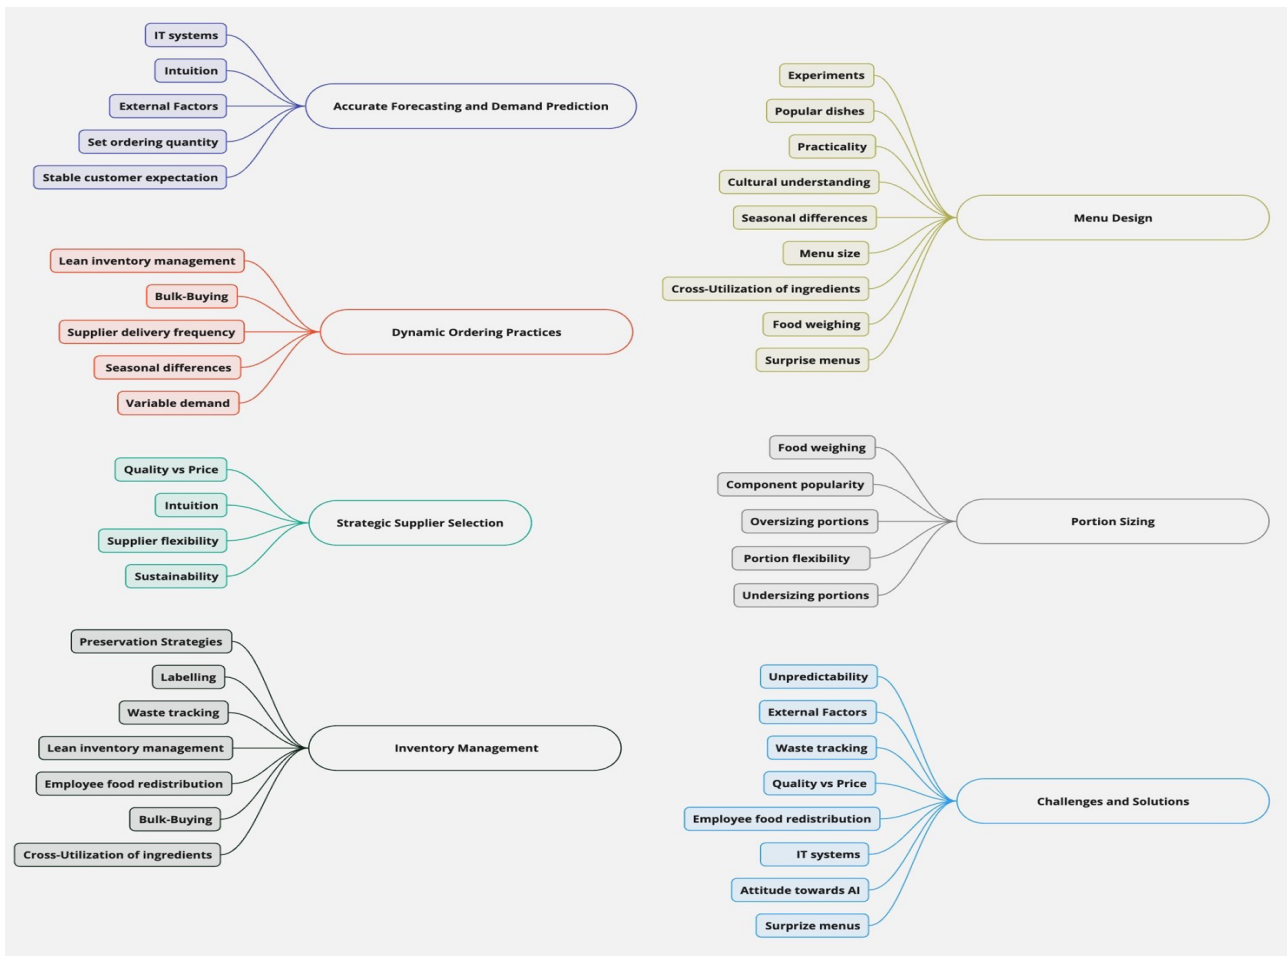 IT systems
Intuition
External Factors
Set ordering quantity
Stable customer expectation
Accurate Forecasting and Demand Prediction
Lean inventory management
Bulk-Buying
Supplier delivery frequency
Seasonal differences
Variable demand
Dynamic Ordering Practices
Quality vs Price
Intuition
Supplier flexibility
Sustainability
Strategic Supplier Selection
Preservation Strategies
Labelling
Waste tracking
Lean inventory management
Employee food redistribution
Bulk-Buying
Cross-Utilization of ingredients
Inventory Management
Experiments
Popular dishes
Practicality
Cultural understanding
Seasonal differences
Menu size
Cross-Utilization of ingredients
Food weighing
Surprise menus
Menu Design
Food weighing
Component popularity
Oversizing portions
Portion flexibility
Undersizing portions
Portion Sizing
Unpredictability
External Factors
Waste tracking
Quality vs Price
Employee food redistribution
IT systems
Attitude towards AI
Surprize menus
Challenges and Solutions